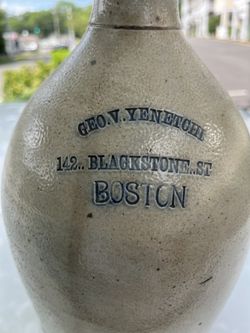 GEO.V.YENETCHI
142.. BLACKSTONE..ST
BOSTON